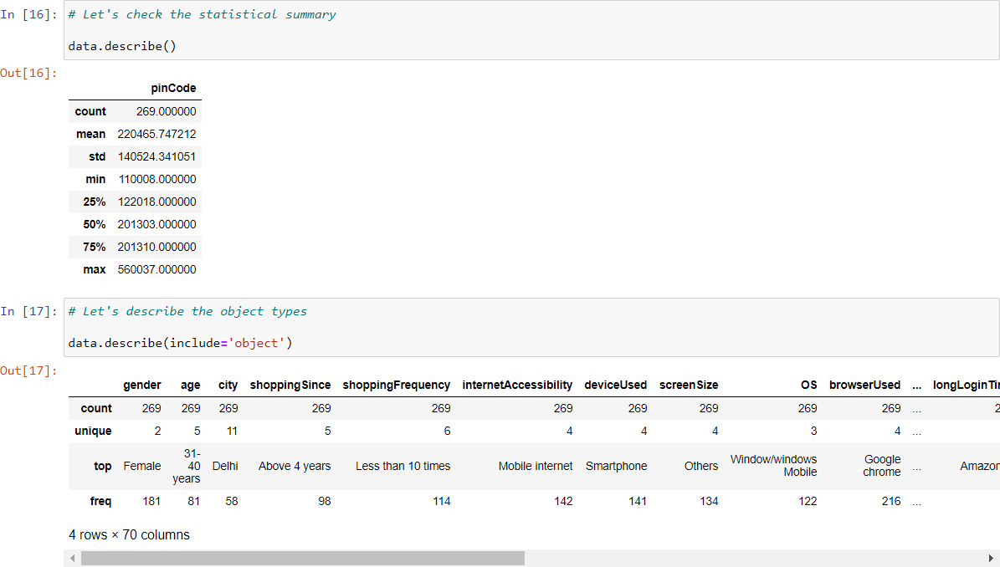 In [16]: # Let's check the statistical summary
data.describe()
Out[16]:
pinCode
count 269.000000
mean 220465.747212
std 140524.341051
min 110008.000000
25% 122018.000000
50% 201303.000000
75% 201310.000000
max 560037.000000
In [17]: # Let's describe the object types
data.describe(include='object')
Out[17]:
gender age city shoppingSince shoppingFrequency internetAccessibility deviceUsed screenSize OS browserUsed ... longLoginTi
count 269 269 269 269 269 269 269 269 269 269 ... 2
unique 2 5 11 5 6 4 4 4 3 4 ...
top Female 31-40 years Delhi Above 4 years Less than 10 times Mobile internet Smartphone Others Window/windows Mobile Google chrome ... Amazon
freq 181 81 58 98 114 142 141 134 122 216 ...
4 rows × 70 columns